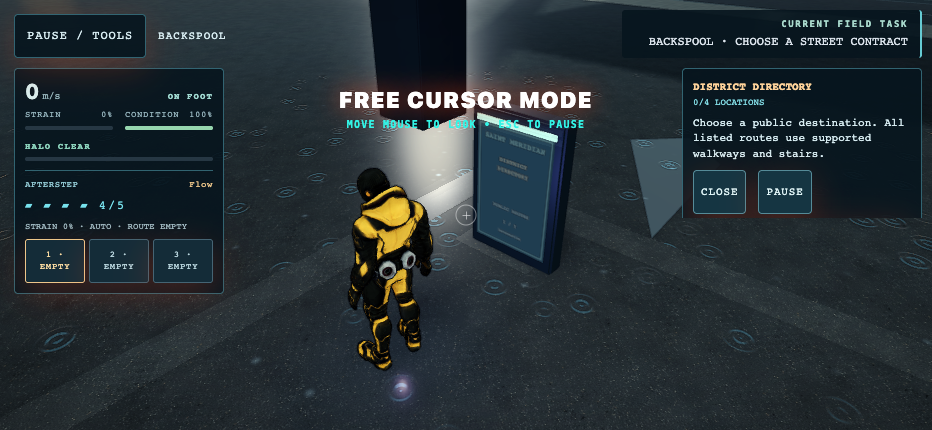 PAUSE / TOOLS
BACKSPOOL
CURRENT FIELD TASK
BACKSPOOL · CHOOSE A STREET CONTRACT
0 m/s
ON FOOT
STRAIN 0%
CONDITION 100%
HALO CLEAR
AFTERSTEP
Flow
4/5
STRAIN 0% · AUTO · ROUTE EMPTY
1 ·
EMPTY
2 ·
EMPTY
3 ·
EMPTY
FREE CURSOR MODE
MOVE MOUSE TO LOOK • ESC TO PAUSE
SAINT MERIDIAN
DISTRICT DIRECTORY
0/4 LOCATIONS
Choose a public destination. All
listed routes use supported
walkways and stairs.
CLOSE
PAUSE